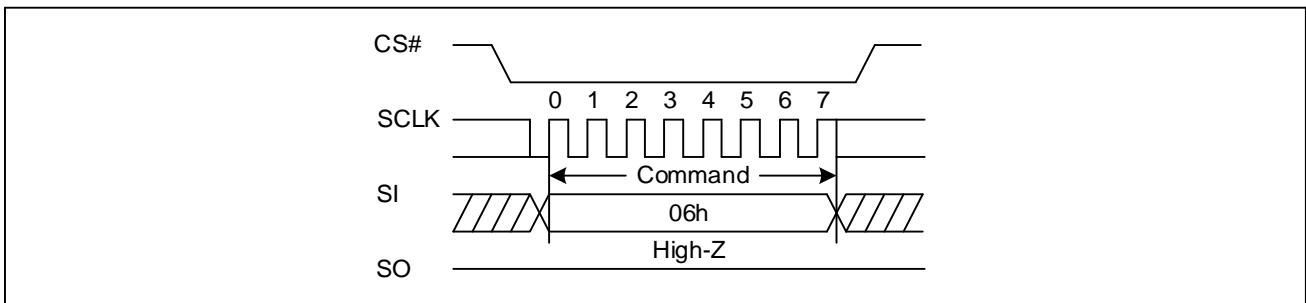 CS#
0 1 2 3 4 5 6 7
SCLK
Command
SI
06h
High-Z
SO